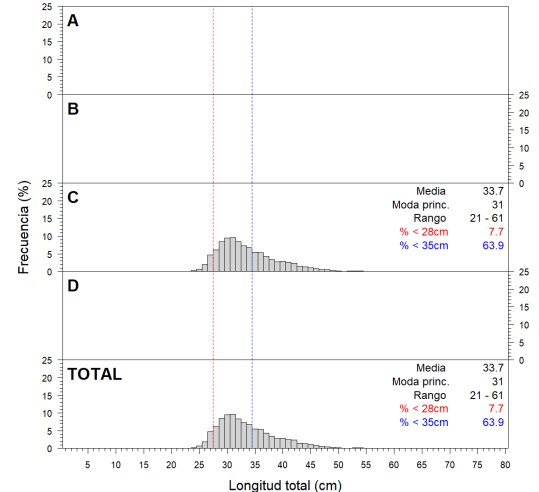 25
20
15
10
5
0
A
B
25
20
15
10
5
0
Frecuencia (%)
25
20
15
10
5
0
C
Media 33.7
Moda princ. 31
Rango 21 - 61
% < 28cm 7.7
% < 35cm 63.9
D
25
20
15
10
5
0
25
20
15
10
5
0
TOTAL
Media 33.7
Moda princ. 31
Rango 21 - 61
% < 28cm 7.7
% < 35cm 63.9
5 10 15 20 25 30 35 40 45 50 55 60 65 70 75 80
Longitud total (cm)